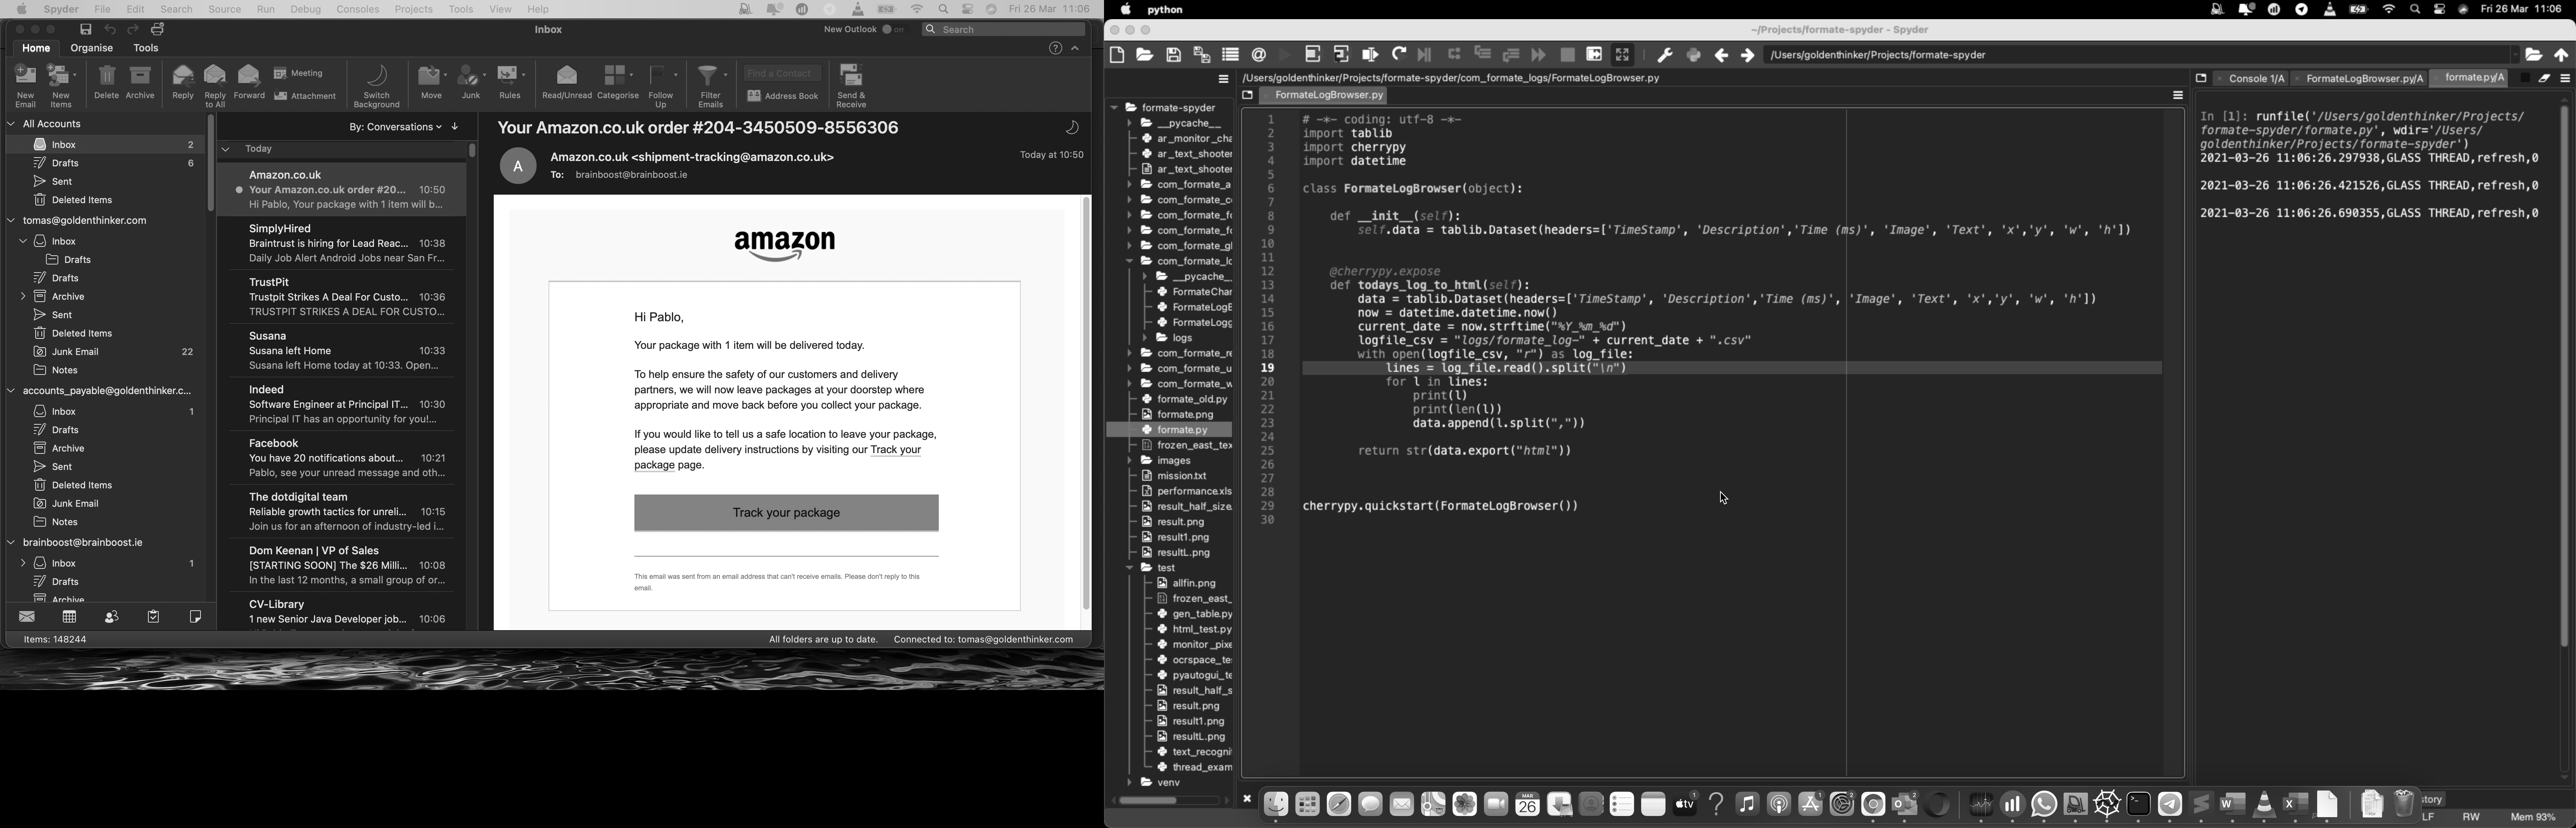 Spyder File Edit Search Source Run Debug Consoles Projects Tools View Help
Fri 26 Mar 11:06
Inbox
New Outlook
Search
Home Organise Tools
New Email
New Items
Delete
Archive
Reply
Reply to All
Forward
Meeting
Attachment
Switch Background
Move
Junk
Rules
Read/Unread
Categorise
Follow Up
Filter Emails
Find a Contact
Address Book
Send & Receive
All Accounts
Inbox 2
Drafts 6
Sent
Deleted Items
tomas@goldenthinker.com
Inbox
Drafts
Drafts
Archive
Sent
Deleted Items
Junk Email 22
Notes
accounts_payable@goldenthinker.c...
Inbox 1
Drafts
Archive
Sent
Deleted Items
Junk Email
Notes
brainboost@brainboost.ie
Inbox 1
Drafts
Archive
Items: 148244
By: Conversations
Today
Amazon.co.uk
Your Amazon.co.uk order #20... 10:50
Hi Pablo, Your package with 1 item will b...
SimplyHired
Braintrust is hiring for Lead Reac... 10:38
Daily Job Alert Android Jobs near San Fr...
TrustPit
Trustpit Strikes A Deal For Custo... 10:36
TRUSTPIT STRIKES A DEAL FOR CUSTO...
Susana
Susana left Home 10:33
Susana left Home today at 10:33. Open...
Indeed
Software Engineer at Principal IT... 10:30
Principal IT has an opportunity for you!...
Facebook
You have 20 notifications about... 10:21
Pablo, see your unread message and oth...
The dotdigital team
Reliable growth tactics for unreli... 10:15
Join us for an afternoon of industry-led i...
Dom Keenan | VP of Sales
[STARTING SOON] The $26 Milli... 10:08
In the last 12 months, a small group of or...
CV-Library
1 new Senior Java Developer job... 10:06
Your Amazon.co.uk order #204-3450509-8556306
A
Amazon.co.uk <shipment-tracking@amazon.co.uk>
To: brainboost@brainboost.ie
Today at 10:50
amazon
Hi Pablo,
Your package with 1 item will be delivered today.
To help ensure the safety of our customers and delivery
partners, we will now leave packages at your doorstep where
appropriate and move back before you collect your package.
If you would like to tell us a safe location to leave your package,
please update delivery instructions by visiting our Track your
package page.
Track your package
This email was sent from an email address that can't receive emails. Please don't reply to this
email.
All folders are up to date. Connected to: tomas@goldenthinker.com
python
Fri 26 Mar 11:06
~/Projects/formate-spyder - Spyder
/Users/goldenthinker/Projects/formate-spyder
/Users/goldenthinker/Projects/formate-spyder/com_formate_logs/FormateLogBrowser.py
FormateLogBrowser.py
formate-spyder
__pycache__
ar_monitor_cha
ar_text_shooter
ar_text_shooter
com_formate_a
com_formate_c
com_formate_fo
com_formate_fo
com_formate_gl
com_formate_lo
__pycache_
FormateChar
FormateLogE
FormateLogg
logs
com_formate_re
com_formate_u
com_formate_w
formate_old.py
formate.png
formate.py
frozen_east_tex
images
mission.txt
performance.xls
result_half_size
result.png
result1.png
resultL.png
test
allfin.png
frozen_east_
gen_table.py
html_test.py
monitor_pixe
ocrspace_te
pyautogui_te
result_half_s
result.png
result1.png
resultL.png
text_recogni
thread_exam
venv
1 # -*- coding: utf-8 -*-
2 import tablib
3 import cherrypy
4 import datetime
5
6 class FormateLogBrowser(object):
7
8 def __init__(self):
9 self.data = tablib.Dataset(headers=['TimeStamp', 'Description','Time (ms)', 'Image', 'Text', 'x','y', 'w', 'h'])
10
11
12 @cherrypy.expose
13 def todays_log_to_html(self):
14 data = tablib.Dataset(headers=['TimeStamp', 'Description','Time (ms)', 'Image', 'Text', 'x','y', 'w', 'h'])
15 now = datetime.datetime.now()
16 current_date = now.strftime("%Y_%m_%d")
17 logfile_csv = "logs/formate_log-" + current_date + ".csv"
18 with open(logfile_csv, "r") as log_file:
19 lines = log_file.read().split("\n")
20 for l in lines:
21 print(l)
22 print(len(l))
23 data.append(l.split(","))
24
25 return str(data.export("html"))
26
27
28
29 cherrypy.quickstart(FormateLogBrowser())
30
Console 1/A FormateLogBrowser.py/A formate.py/A
In [1]: runfile('/Users/goldenthinker/Projects/
formate-spyder/formate.py', wdir='/Users/
goldenthinker/Projects/formate-spyder')
2021-03-26 11:06:26.297938,GLASS THREAD,refresh,0
2021-03-26 11:06:26.421526,GLASS THREAD,refresh,0
2021-03-26 11:06:26.690355,GLASS THREAD,refresh,0
MAR
26
tv
tory
LF RW Mem 93%